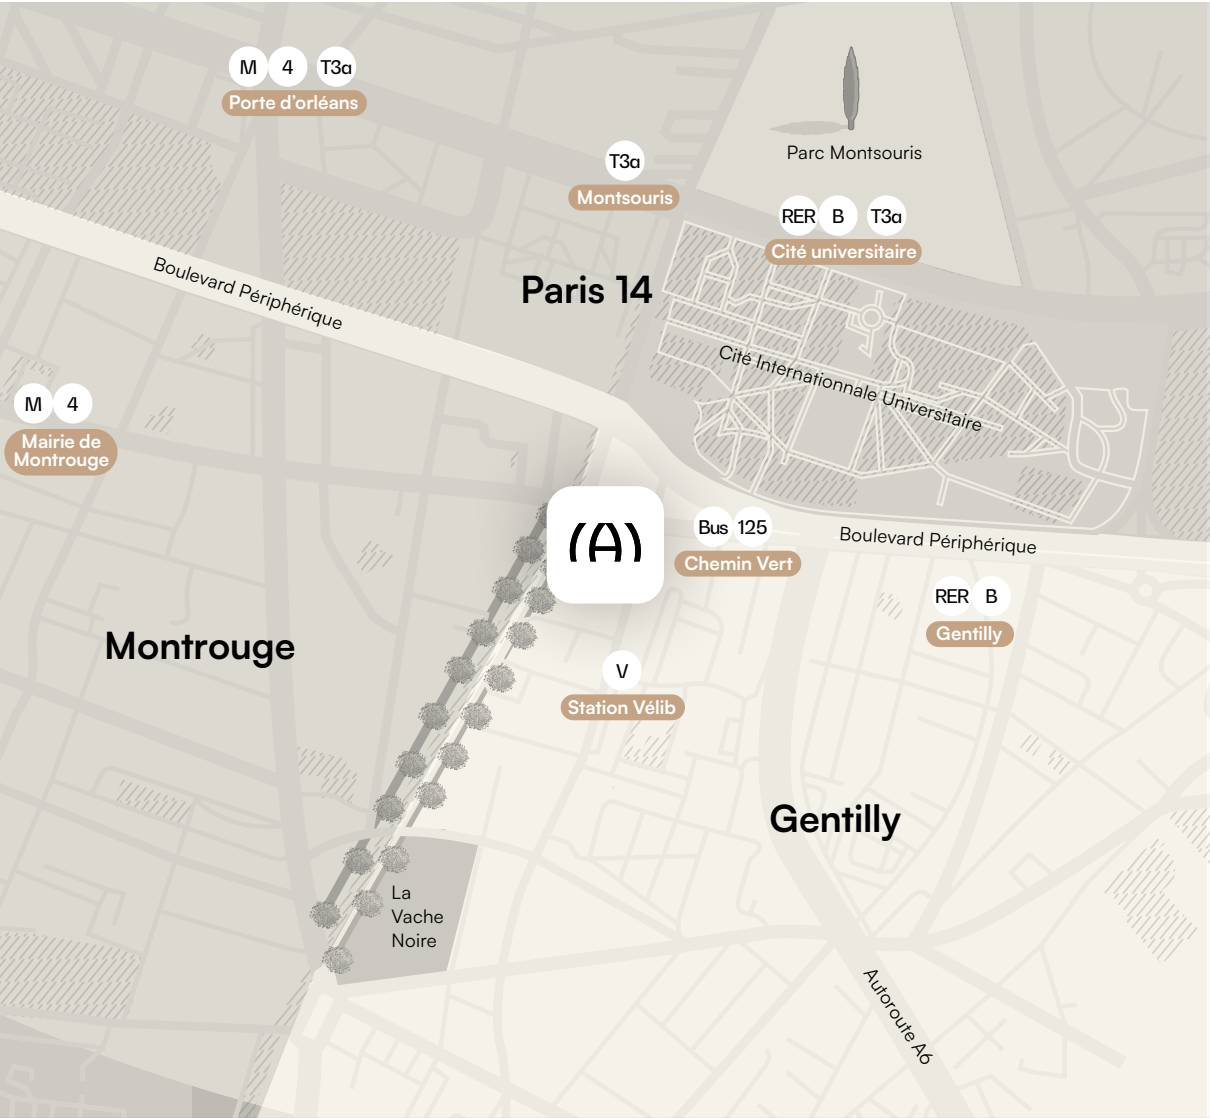 M 4 T3a
Porte d'orléans
Parc Montsouris
T3a
Montsouris
RER B T3a
Cité universitaire
Boulevard Périphérique
Paris 14
Cité Internationnale Universitaire
M 4
Mairie de
Montrouge
(A)
Bus 125
Chemin Vert
Boulevard Périphérique
RER B
Gentilly
Montrouge
V
Station Vélib
Gentilly
La
Vache
Noire
Autoroute A6